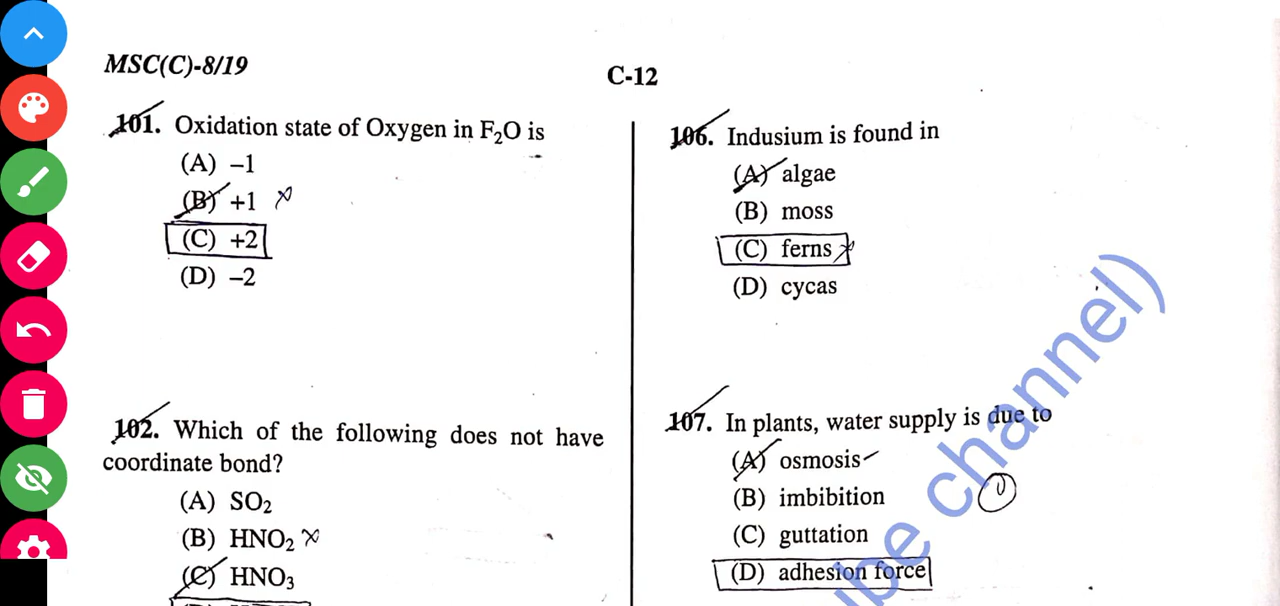 MSC(C)-8/19
C-12
101. Oxidation state of Oxygen in F₂O is
(A) –1
(B) +1
(C) +2
(D) –2
102. Which of the following does not have
coordinate bond?
(A) SO₂
(B) HNO₂
(C) HNO₃
106. Indusium is found in
(A) algae
(B) moss
(C) ferns
(D) cycas
107. In plants, water supply is due to
(A) osmosis
(B) imbibition
(C) guttation
(D) adhesion force
be channel)